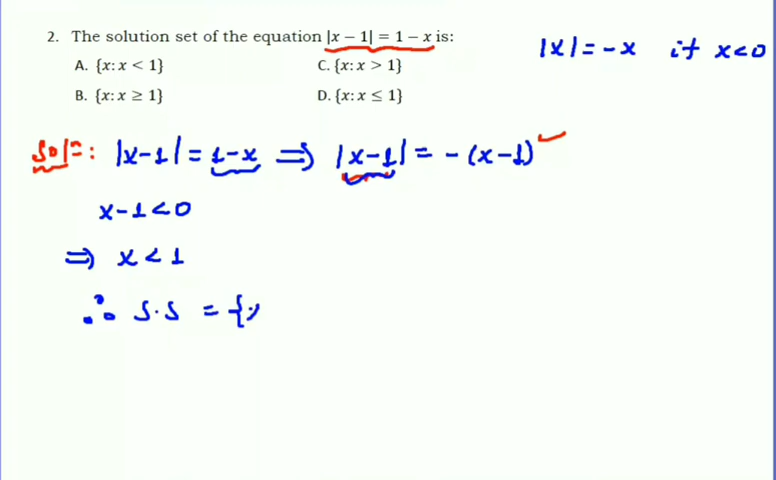 2. The solution set of the equation |x − 1| = 1 − x is:
A. {x: x < 1}
C. {x: x > 1}
B. {x: x ≥ 1}
D. {x: x ≤ 1}
|x| = -x if x<0
Solⁿ: |x-1| = 1-x ⟹ |x-1| = -(x-1)
x-1<0
⟹ x < 1
∴ S.S = {